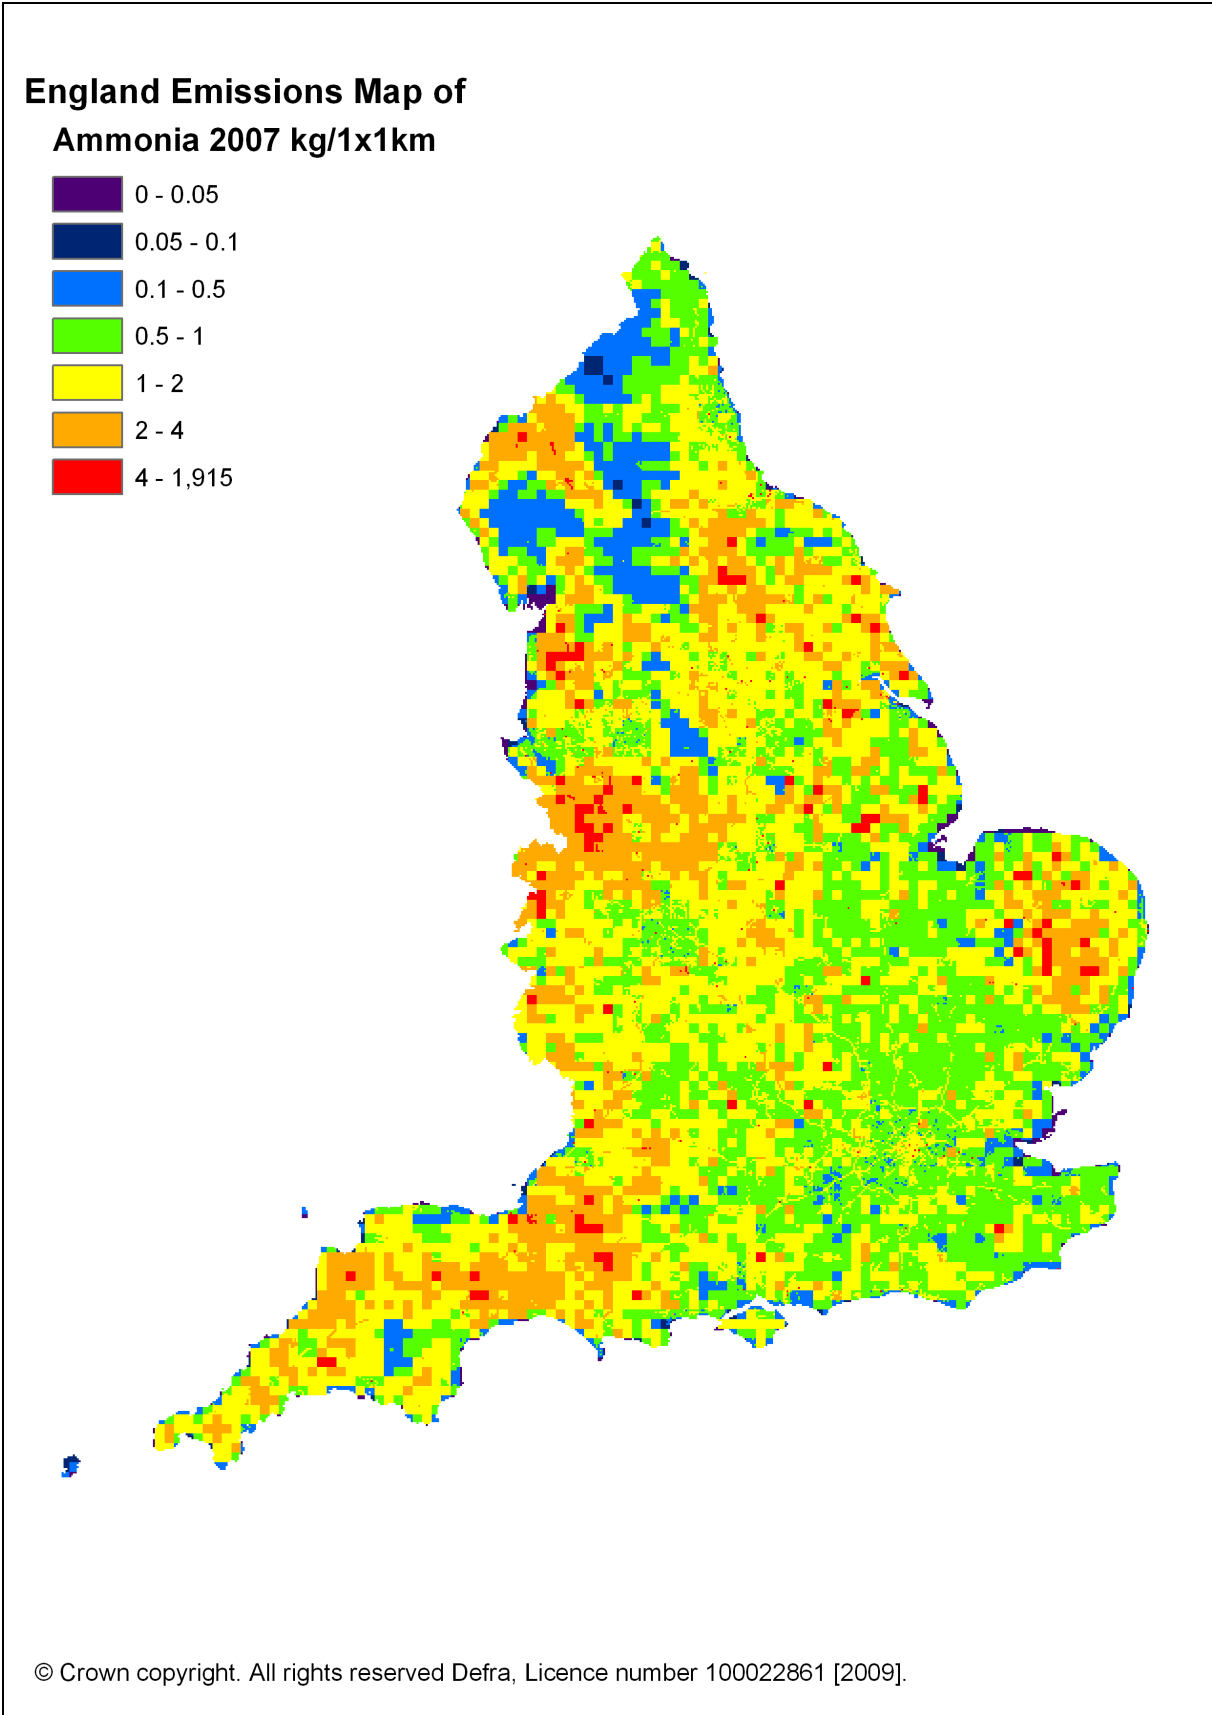 England Emissions Map of
Ammonia 2007 kg/1x1km
0 - 0.05
0.05 - 0.1
0.1 - 0.5
0.5 - 1
1 - 2
2 - 4
4 - 1,915
© Crown copyright. All rights reserved Defra, Licence number 100022861 [2009].